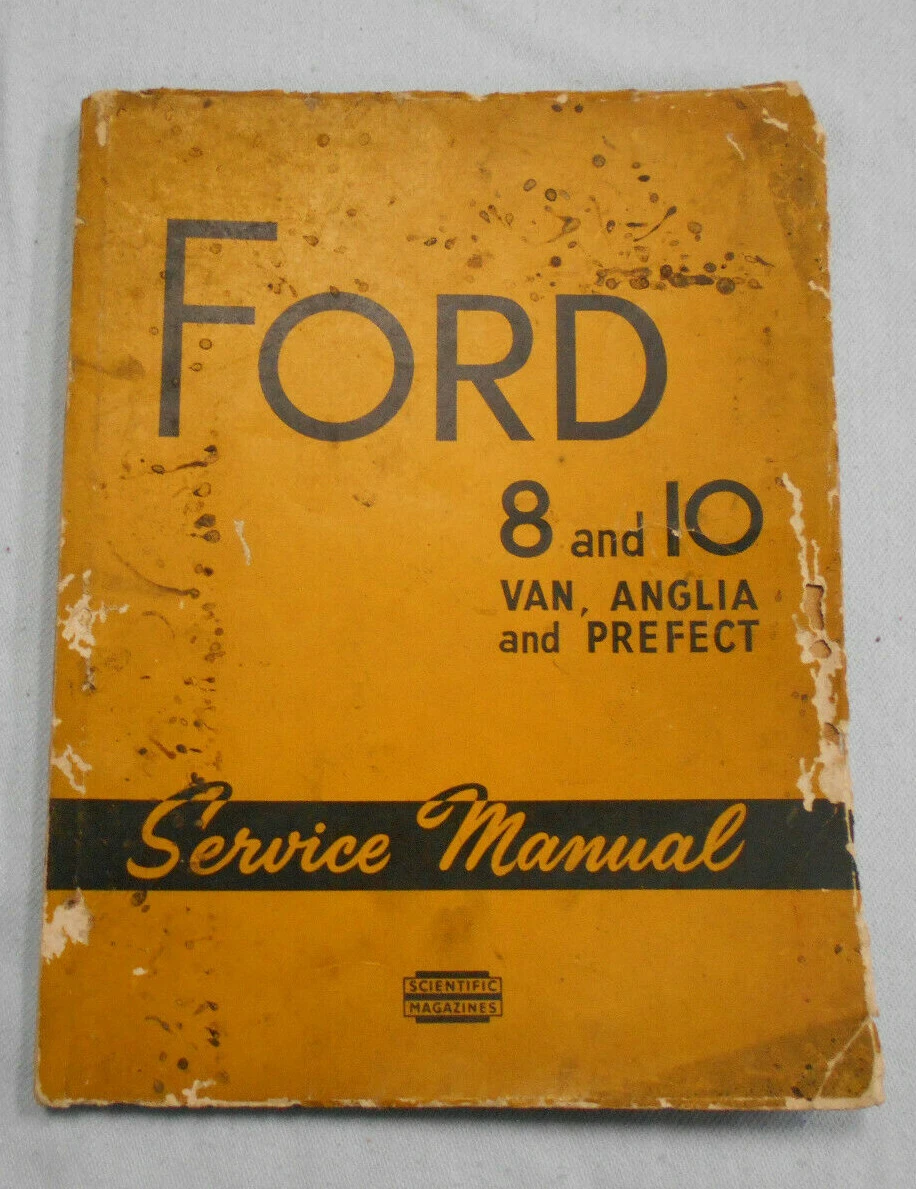 FORD
8 and 10
VAN, ANGLIA
and PREFECT
Service Manual
SCIENTIFIC
MAGAZINES